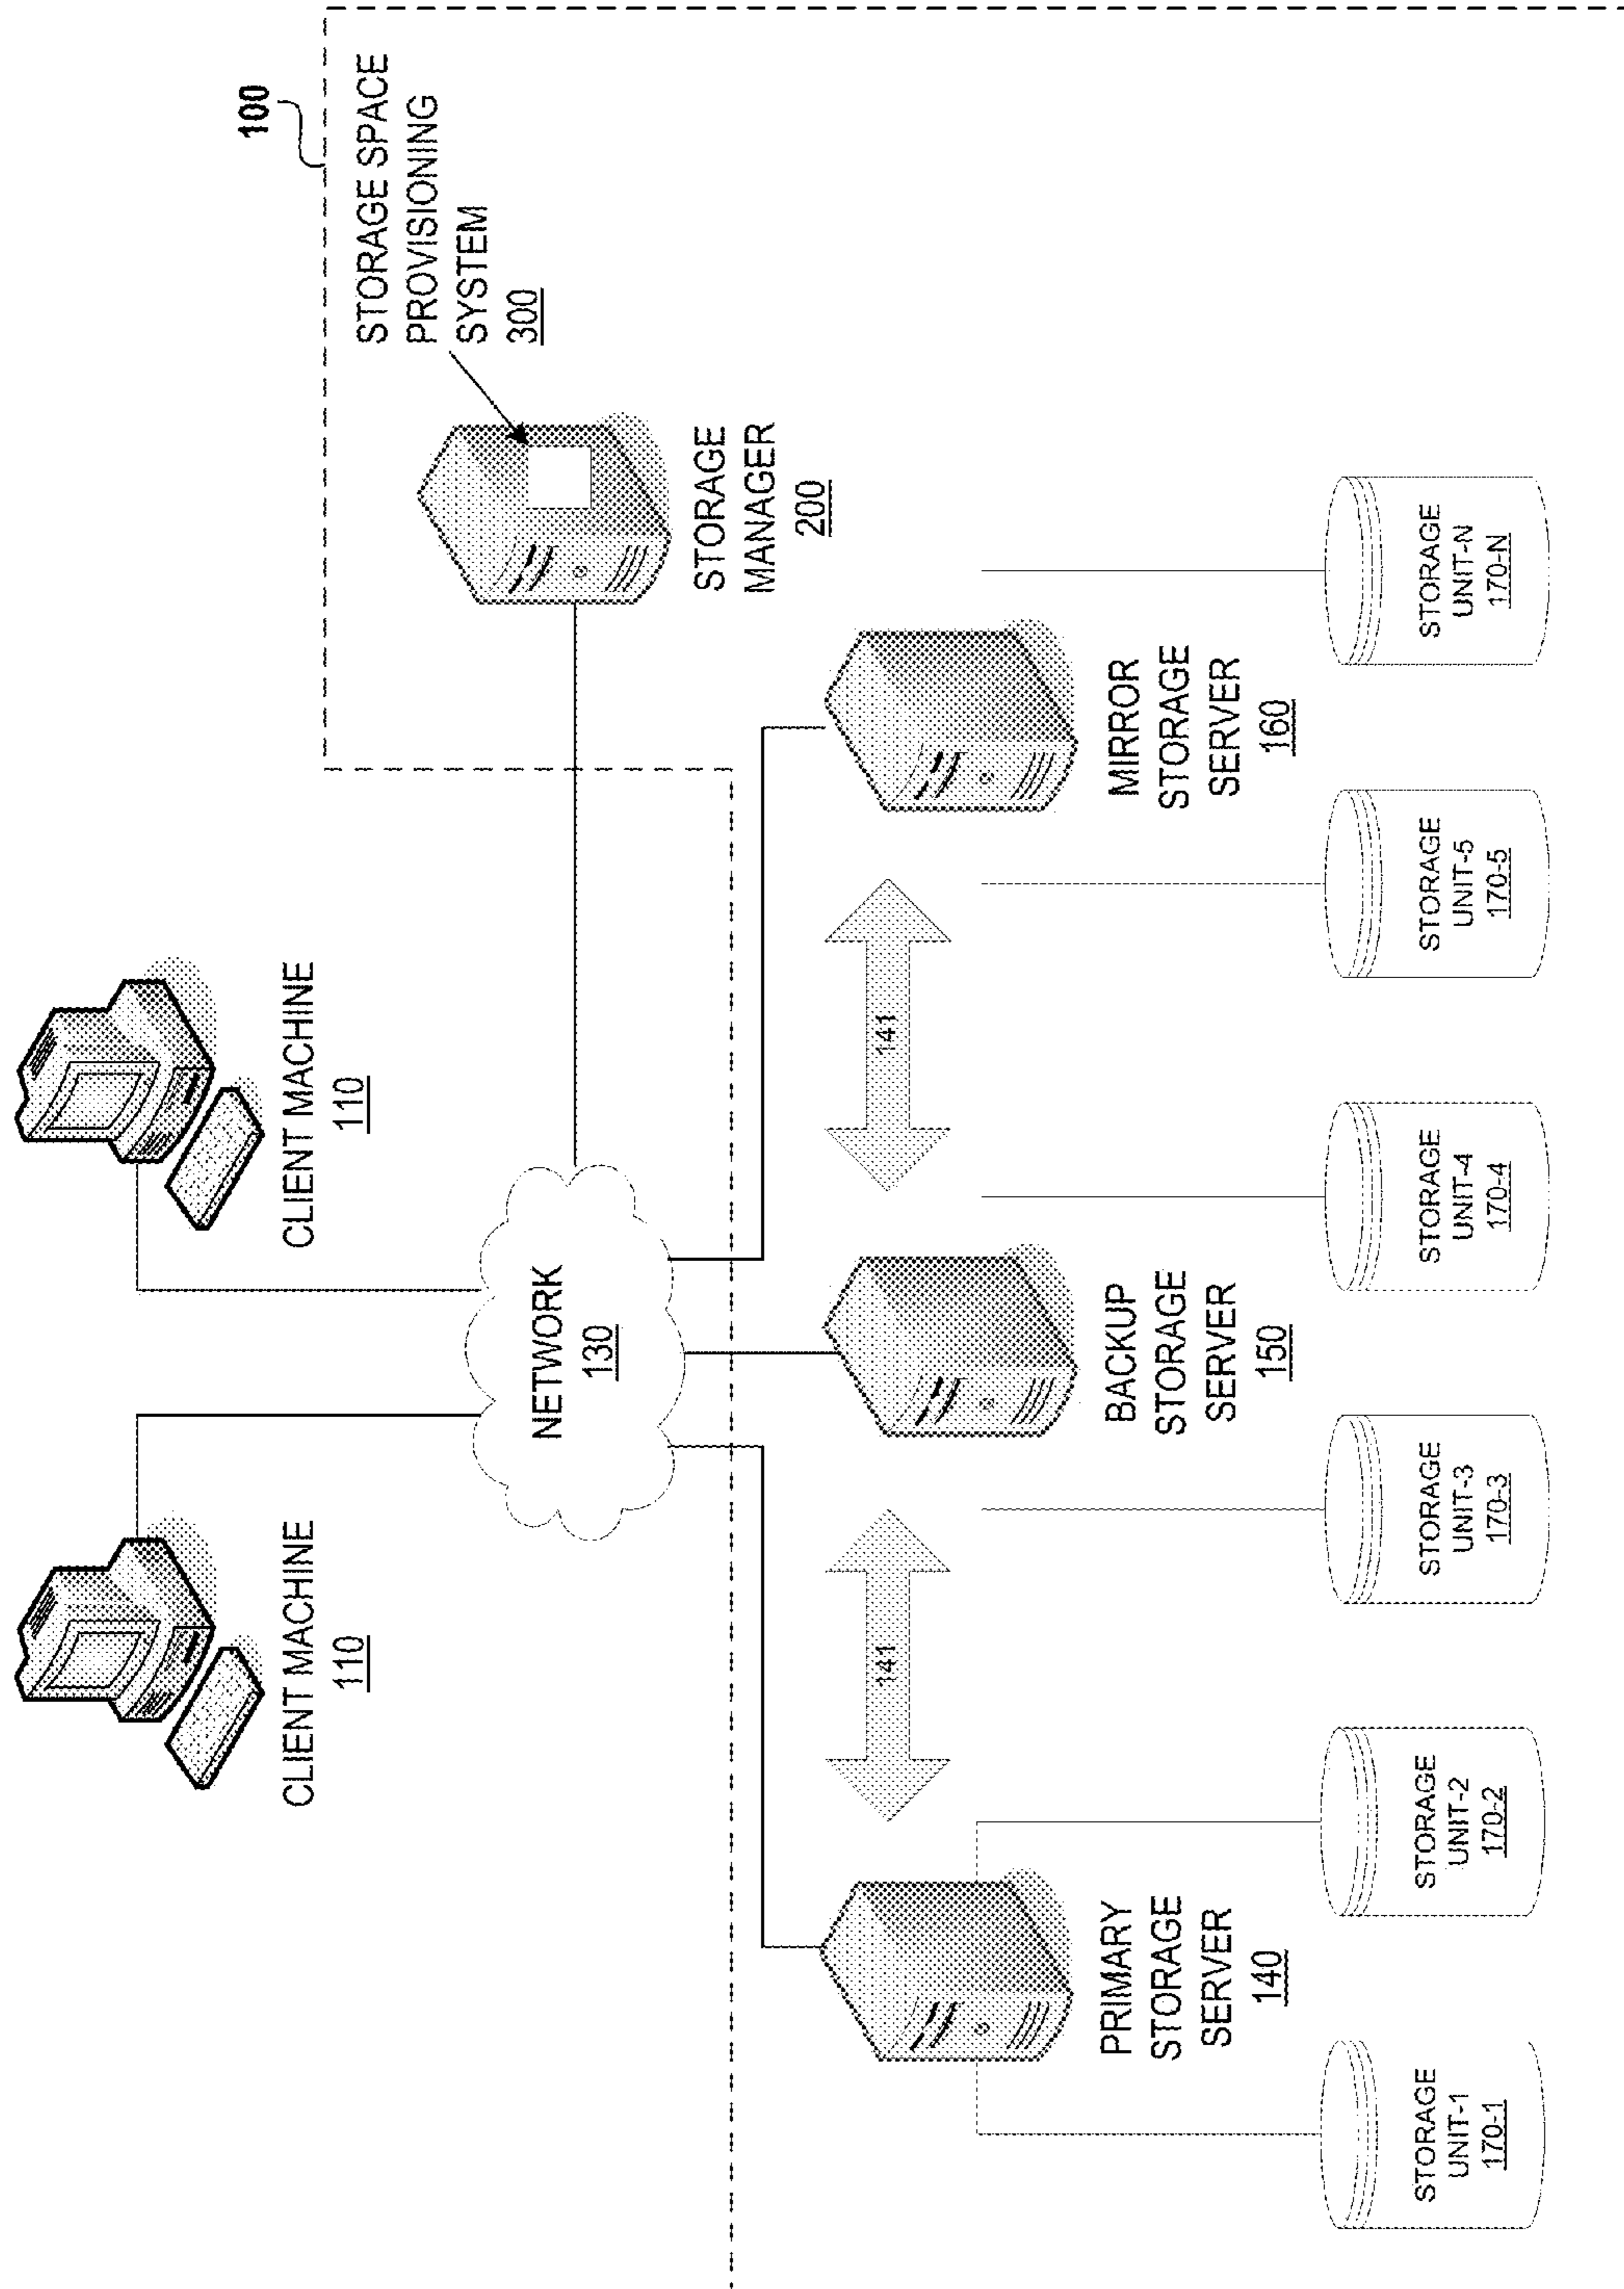 CLIENT MACHINE
110
CLIENT MACHINE
110
100
NETWORK
130
STORAGE SPACE
PROVISIONING
SYSTEM
300
STORAGE
MANAGER
200
141
141
PRIMARY
STORAGE
SERVER
140
BACKUP
STORAGE
SERVER
150
MIRROR
STORAGE
SERVER
160
STORAGE
UNIT-1
170-1
STORAGE
UNIT-2
170-2
STORAGE
UNIT-3
170-3
STORAGE
UNIT-4
170-4
STORAGE
UNIT-5
170-5
STORAGE
UNIT-N
170-N